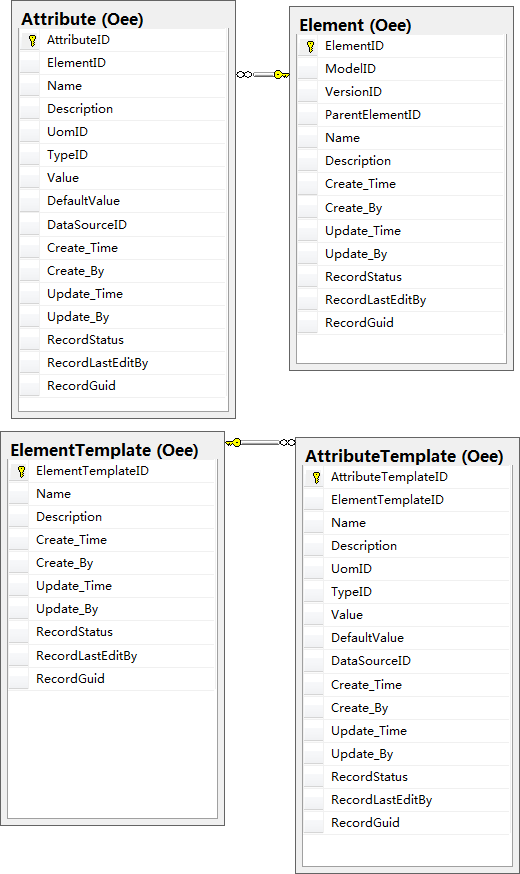 Attribute (Oee)
AttributeID
ElementID
Name
Description
UomID
TypeID
Value
DefaultValue
DataSourceID
Create_Time
Create_By
Update_Time
Update_By
RecordStatus
RecordLastEditBy
RecordGuid
Element (Oee)
ElementID
ModelID
VersionID
ParentElementID
Name
Description
Create_Time
Create_By
Update_Time
Update_By
RecordStatus
RecordLastEditBy
RecordGuid
ElementTemplate (Oee)
ElementTemplateID
Name
Description
Create_Time
Create_By
Update_Time
Update_By
RecordStatus
RecordLastEditBy
RecordGuid
AttributeTemplate (Oee)
AttributeTemplateID
ElementTemplateID
Name
Description
UomID
TypeID
Value
DefaultValue
DataSourceID
Create_Time
Create_By
Update_Time
Update_By
RecordStatus
RecordLastEditBy
RecordGuid